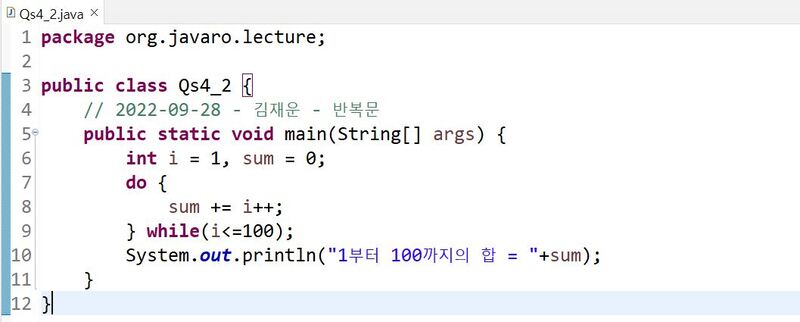 Qs4_2.java
1 package org.javaro.lecture;
2
3 public class Qs4_2 {
4     // 2022-09-28 - 김재운 - 반복문
5     public static void main(String[] args) {
6         int i = 1, sum = 0;
7         do {
8             sum += i++;
9         } while(i<=100);
10         System.out.println("1부터 100까지의 합 = "+sum);
11     }
12 }